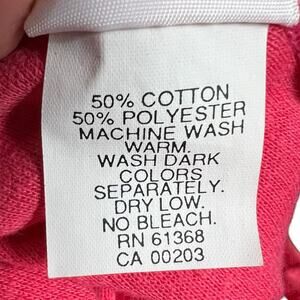 50% COTTON
50% POLYESTER
MACHINE WASH
WARM.
WASH DARK
COLORS
SEPARATELY.
DRY LOW.
NO BLEACH.
RN 61368
CA 00203